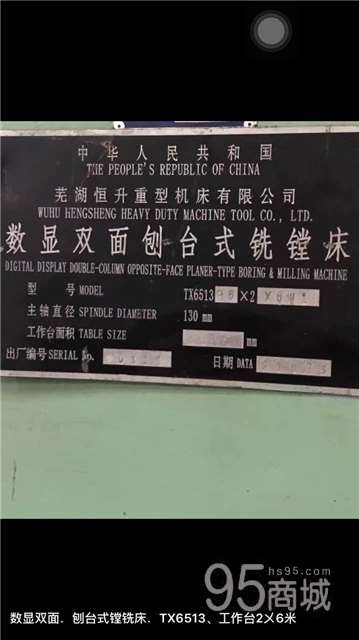 中华人民共和国
THE PEOPLE'S REPUBLIC OF CHINA
芜湖恒升重型机床有限公司
WUHU HENGSHENG HEAVY DUTY MACHINE TOOL CO., LTD.
数显双面刨台式铣镗床
DIGITAL DISPLAY DOUBLE-COLUMN OPPOSITE-FACE PLANER-TYPE BORING & MILLING MACHINE
型 号 MODEL TX6513
主轴直径 SPINDLE DIAMETER 130 mm
工作台面积 TABLE SIZE
出厂编号 SERIAL No. 日期 DATA
hs95.com
95商城
数显双面．刨台式镗铣床．TX6513、工作台2乂6米